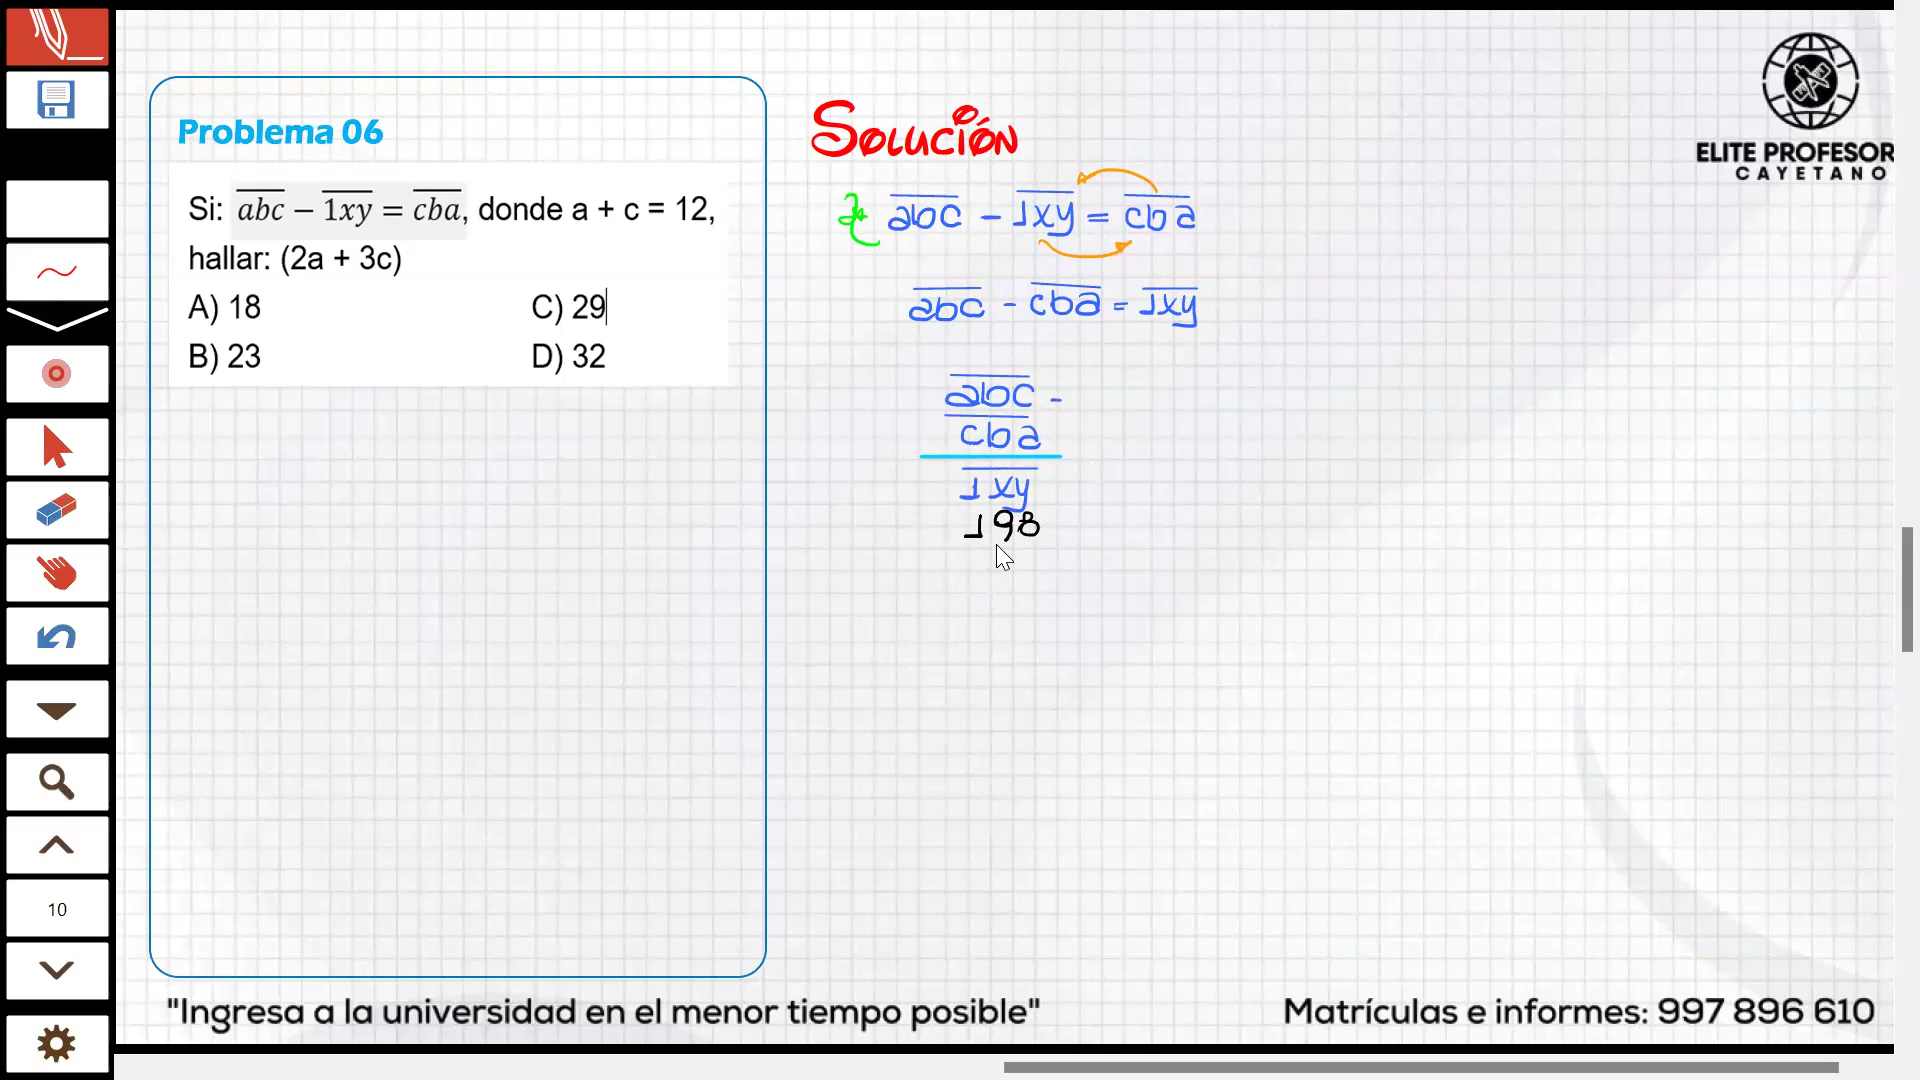 Problema 06
Si: abc − 1xy = cba, donde a + c = 12,
hallar: (2a + 3c)
A) 18
C) 29
B) 23
D) 32
Solución
abc - 1xy = cba
abc - cba = 1xy
abc -
cba
1xy
198
ELITE PROFESOR
CAYETANO
10
"Ingresa a la universidad en el menor tiempo posible"
Matrículas e informes: 997 896 610